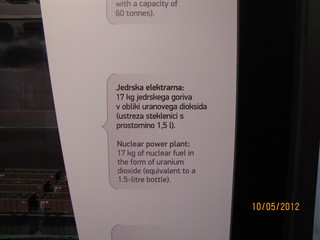 with a capacity of
60 tonnes).
Jedrska elektrarna:
17 kg jedrskega goriva
v obliki uranovega dioksida
(ustreza steklenici s
prostornino 1,5 l).
Nuclear power plant:
17 kg of nuclear fuel in
the form of uranium
dioxide (equivalent to a
1.5-litre bottle).
10/05/2012